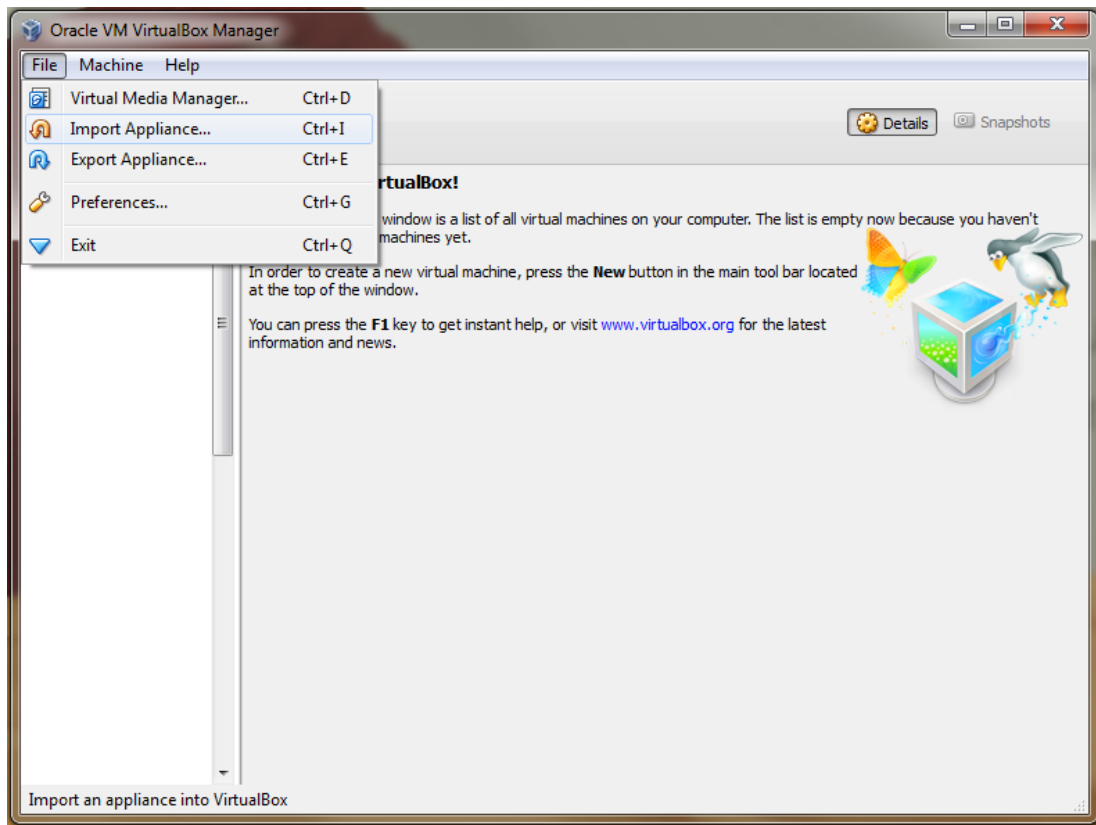 Oracle VM VirtualBox Manager
File Machine Help
Virtual Media Manager... Ctrl+D
Import Appliance... Ctrl+I
Export Appliance... Ctrl+E
Preferences... Ctrl+G
Exit Ctrl+Q
Details Snapshots
rtualBox!
window is a list of all virtual machines on your computer. The list is empty now because you haven't
machines yet.
In order to create a new virtual machine, press the New button in the main tool bar located
at the top of the window.
You can press the F1 key to get instant help, or visit www.virtualbox.org for the latest
information and news.
Import an appliance into VirtualBox